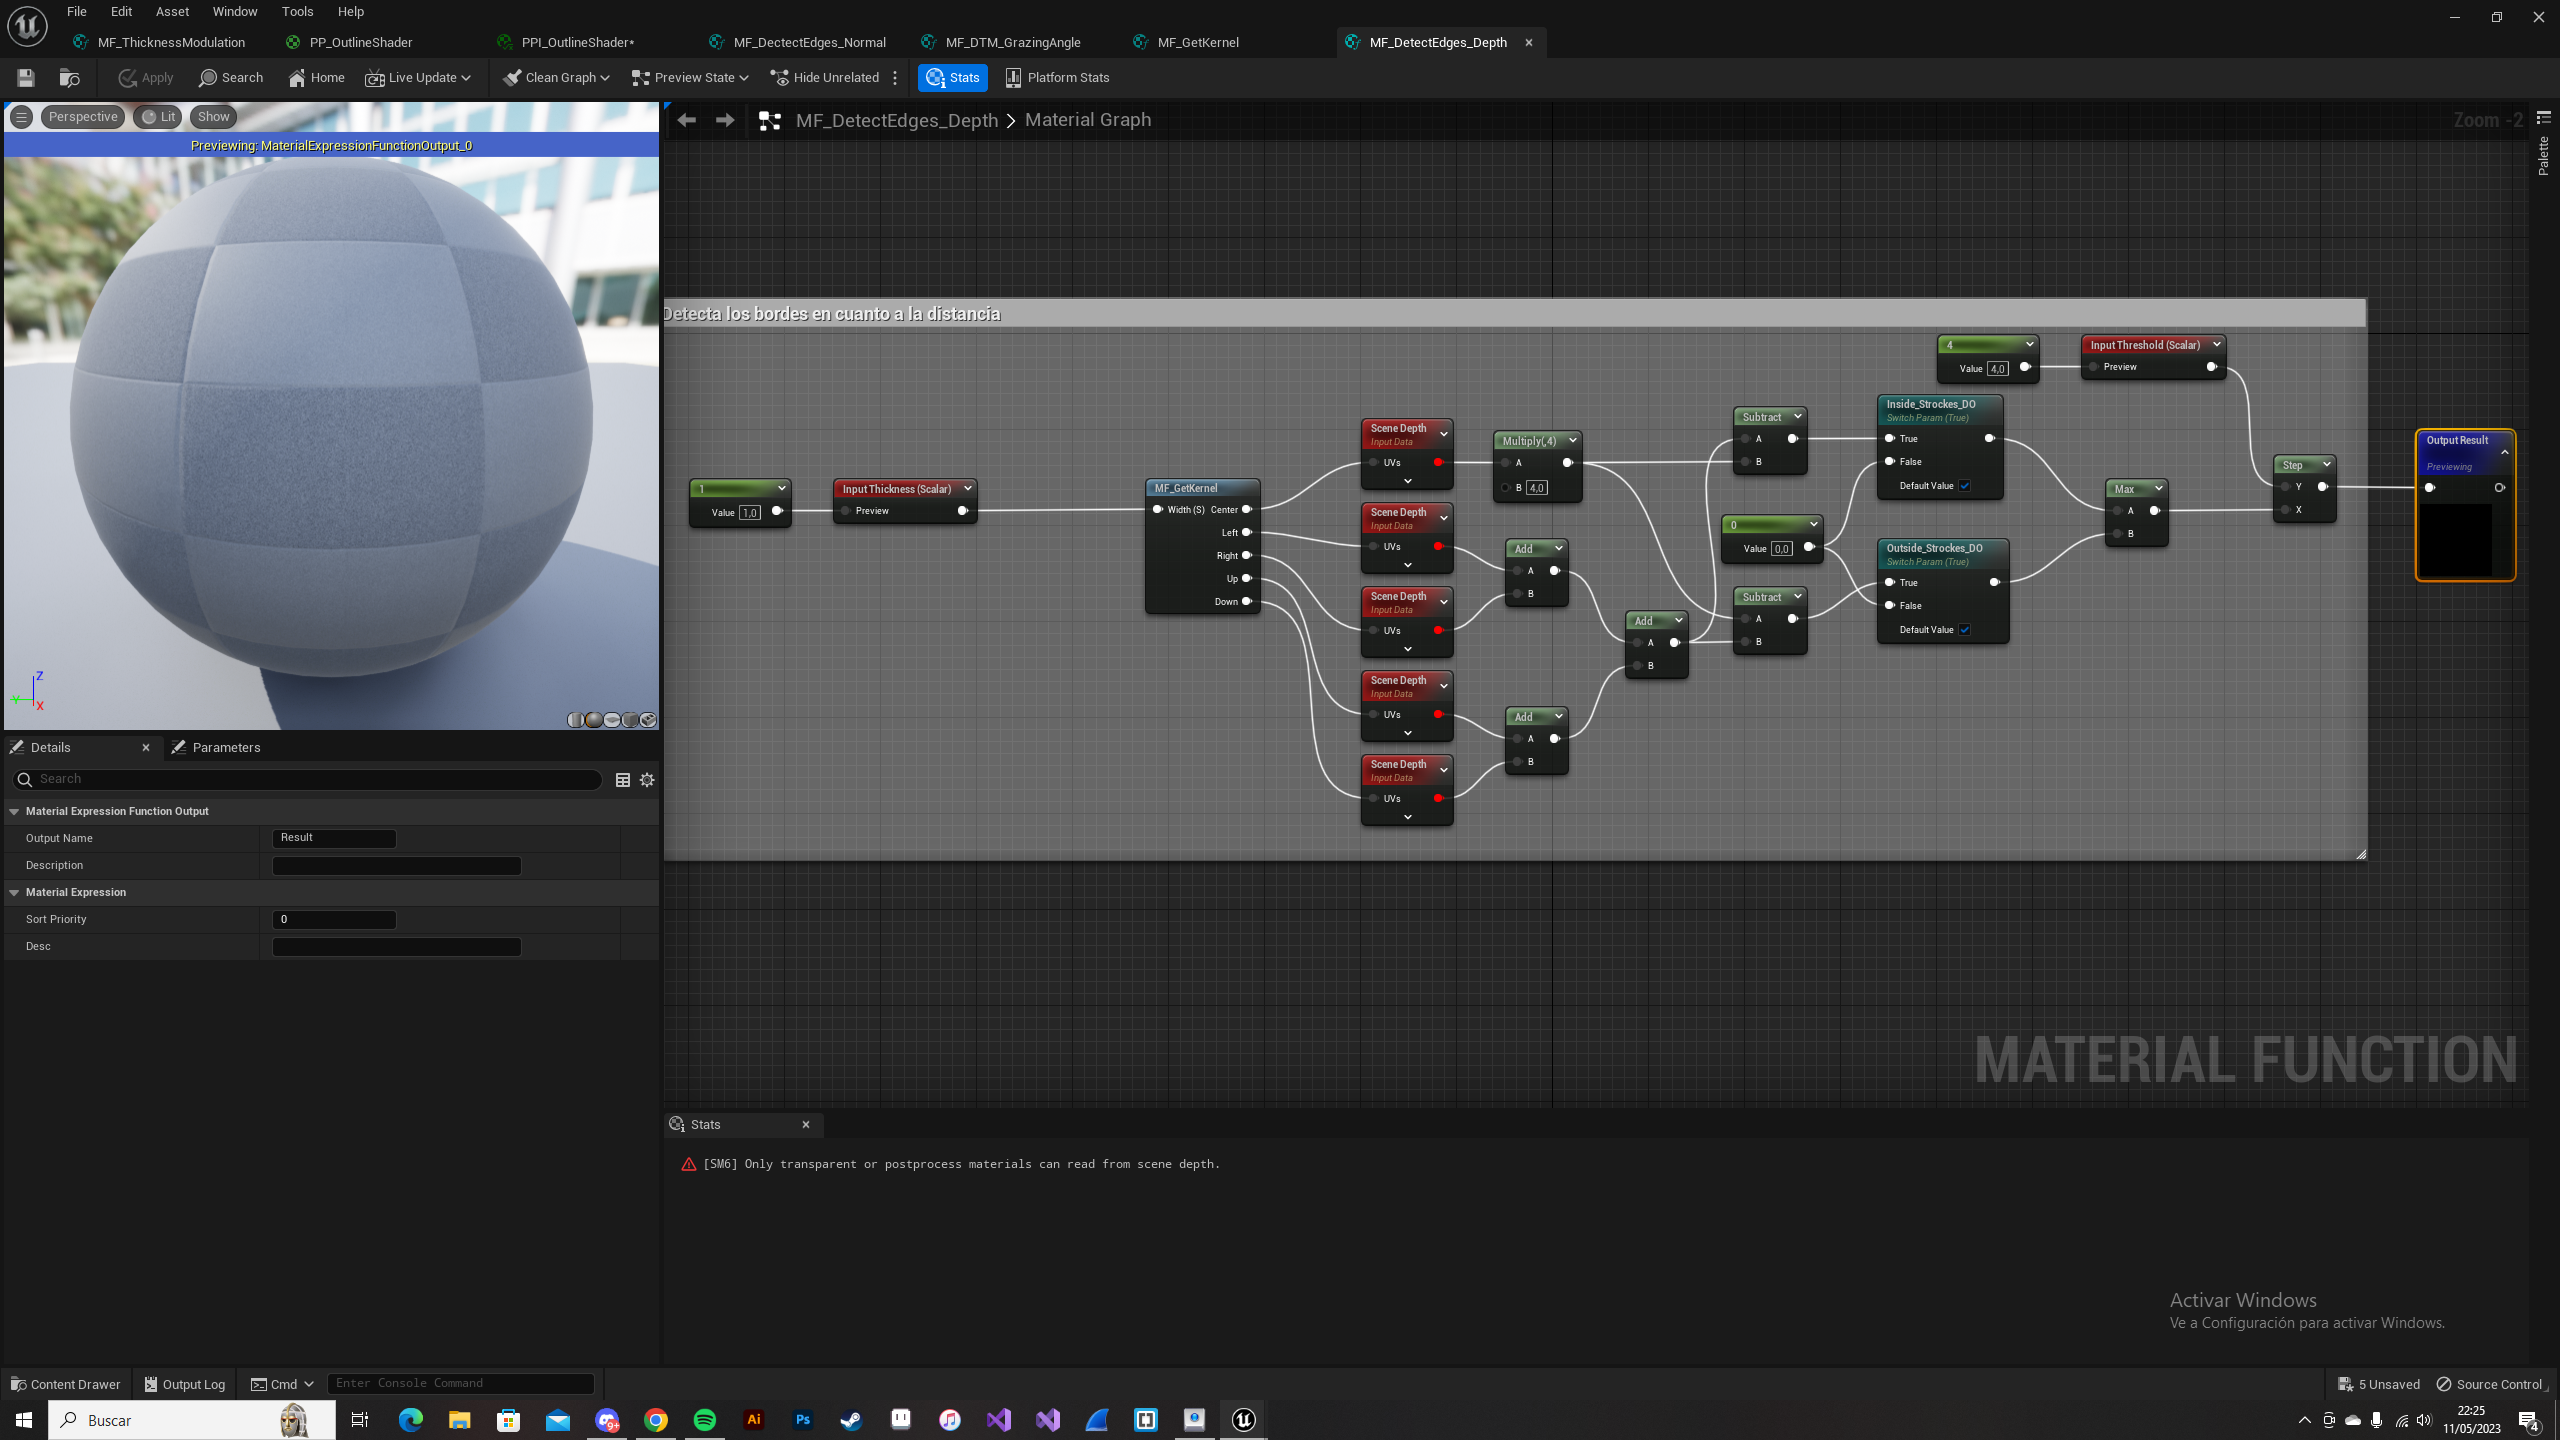 File Edit Asset Window Tools Help
MF_ThicknessModulation PP_OutlineShader PPI_OutlineShader* MF_DectectEdges_Normal MF_DTM_GrazingAngle MF_GetKernel MF_DetectEdges_Depth
Apply Search Home Live Update Clean Graph Preview State Hide Unrelated Stats Platform Stats
Perspective Lit Show
Previewing: MaterialExpressionFunctionOutput_0
MF_DetectEdges_Depth > Material Graph
Zoom -2
Palette
Detecta los bordes en cuanto a la distancia
1
Value 1,0
Input Thickness (Scalar)
Preview
MF_GetKernel
Width (S) Center
Left
Right
Up
Down
Scene Depth
Input Data
UVs
Scene Depth
Input Data
UVs
Scene Depth
Input Data
UVs
Scene Depth
Input Data
UVs
Scene Depth
Input Data
UVs
Multiply(,4)
A
B 4,0
Add
A
B
Add
A
B
Add
A
B
Subtract
A
B
0
Value 0,0
Subtract
A
B
4
Value 4,0
Input Threshold (Scalar)
Preview
Inside_Strockes_DO
Switch Param (True)
True
False
Default Value
Outside_Strockes_DO
Switch Param (True)
True
False
Default Value
Max
A
B
Step
Y
X
Output Result
Previewing
MATERIAL FUNCTION
Z
Y
X
Details Parameters
Search
Material Expression Function Output
Output Name Result
Description
Material Expression
Sort Priority 0
Desc
Stats
[SM6] Only transparent or postprocess materials can read from scene depth.
Activar Windows
Ve a Configuración para activar Windows.
Content Drawer Output Log Cmd Enter Console Command 5 Unsaved Source Control
Buscar
9+
Ai
Ps
22:25
11/05/2023
4